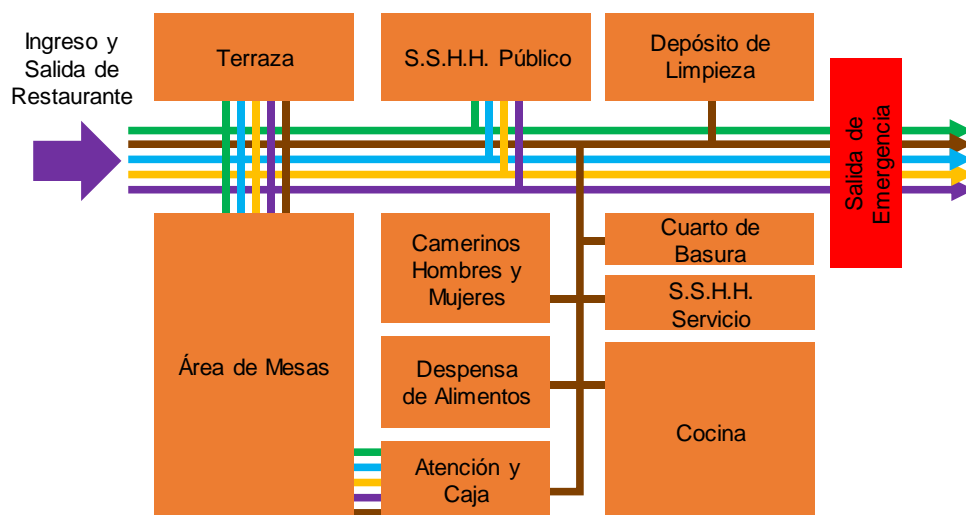 Ingreso y
Salida de
Restaurante
Terraza
S.S.H.H. Público
Depósito de
Limpieza
Salida de
Emergencia
Área de Mesas
Camerinos
Hombres y
Mujeres
Cuarto de
Basura
S.S.H.H.
Servicio
Despensa
de Alimentos
Cocina
Atención y
Caja